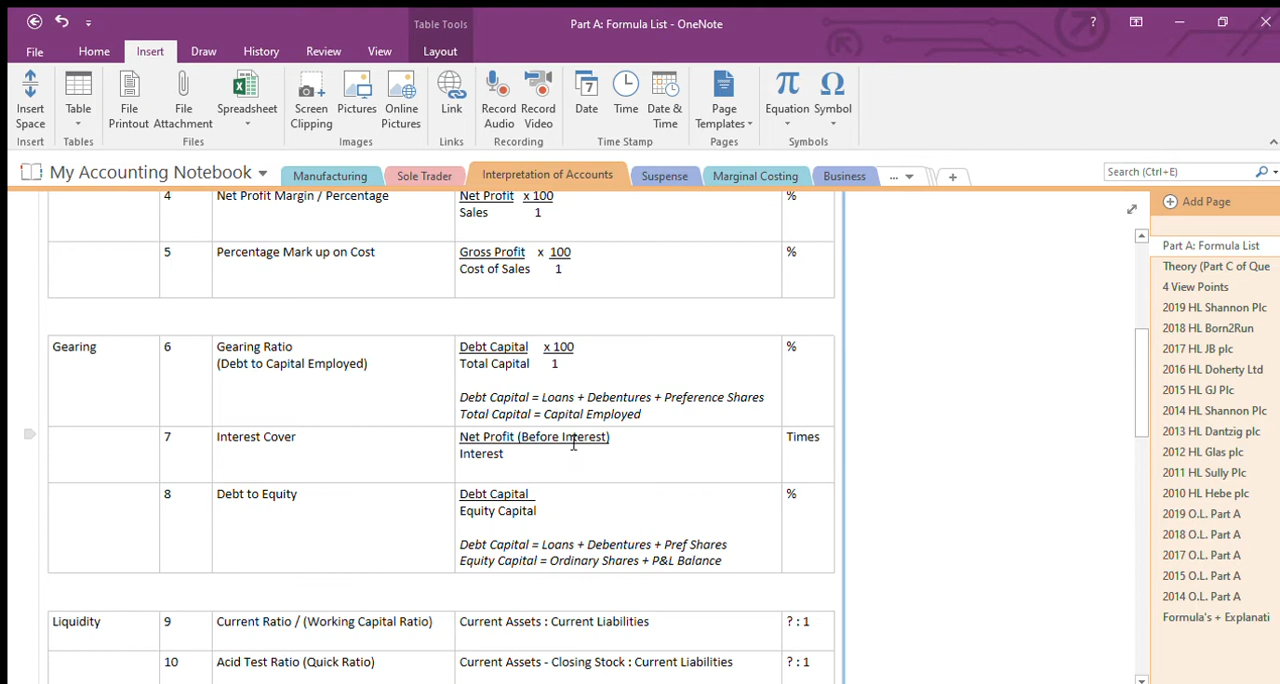 Table Tools
Part A: Formula List - OneNote
?
File
Home
Insert
Draw
History
Review
View
Layout
Insert Space
Table
File Printout
File Attachment
Spreadsheet
Screen Clipping
Pictures
Online Pictures
Link
Record Audio
Record Video
Date
Time
Date & Time
Page Templates
Equation
Symbol
Insert
Tables
Files
Images
Links
Recording
Time Stamp
Pages
Symbols
My Accounting Notebook
Manufacturing
Sole Trader
Interpretation of Accounts
Suspense
Marginal Costing
Business
...
Search (Ctrl+E)
4 Net Profit Margin / Percentage Net Profit x 100 %
Sales 1
5 Percentage Mark up on Cost Gross Profit x 100 %
Cost of Sales 1
Gearing 6 Gearing Ratio Debt Capital x 100 %
(Debt to Capital Employed) Total Capital 1
Debt Capital = Loans + Debentures + Preference Shares
Total Capital = Capital Employed
7 Interest Cover Net Profit (Before Interest) Times
Interest
8 Debt to Equity Debt Capital %
Equity Capital
Debt Capital = Loans + Debentures + Pref Shares
Equity Capital = Ordinary Shares + P&L Balance
Liquidity 9 Current Ratio / (Working Capital Ratio) Current Assets : Current Liabilities ? : 1
10 Acid Test Ratio (Quick Ratio) Current Assets - Closing Stock : Current Liabilities ? : 1
Add Page
Part A: Formula List
Theory (Part C of Que
4 View Points
2019 HL Shannon Plc
2018 HL Born2Run
2017 HL JB plc
2016 HL Doherty Ltd
2015 HL GJ Plc
2014 HL Shannon Plc
2013 HL Dantzig plc
2012 HL Glas plc
2011 HL Sully Plc
2010 HL Hebe plc
2019 O.L. Part A
2018 O.L. Part A
2017 O.L. Part A
2015 O.L. Part A
2014 O.L. Part A
Formula's + Explanati